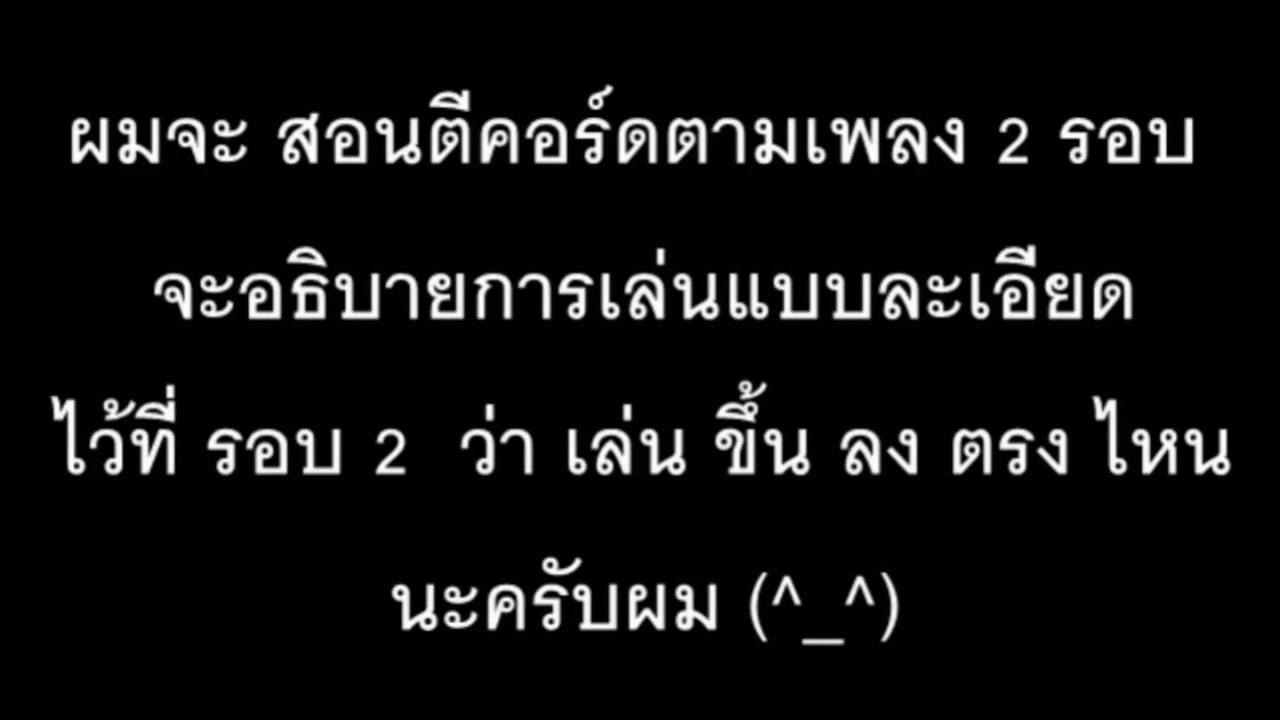 ผมจะ สอนตีคอร์ดตามเพลง 2 รอบ
จะอธิบายการเล่นแบบละเอียด
ไว้ที่ รอบ 2 ว่า เล่น ขึ้น ลง ตรง ไหน
นะครับผม (^_^)